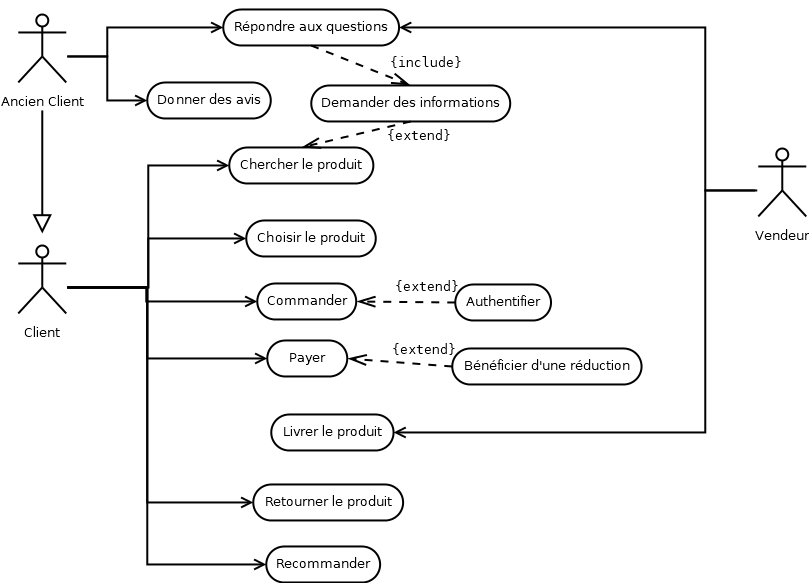 Répondre aux questions
{include}
Ancien Client
Donner des avis
Demander des informations
{extend}
Chercher le produit
Vendeur
Choisir le produit
{extend}
Commander
Authentifier
Client
{extend}
Payer
Bénéficier d'une réduction
Livrer le produit
Retourner le produit
Recommander